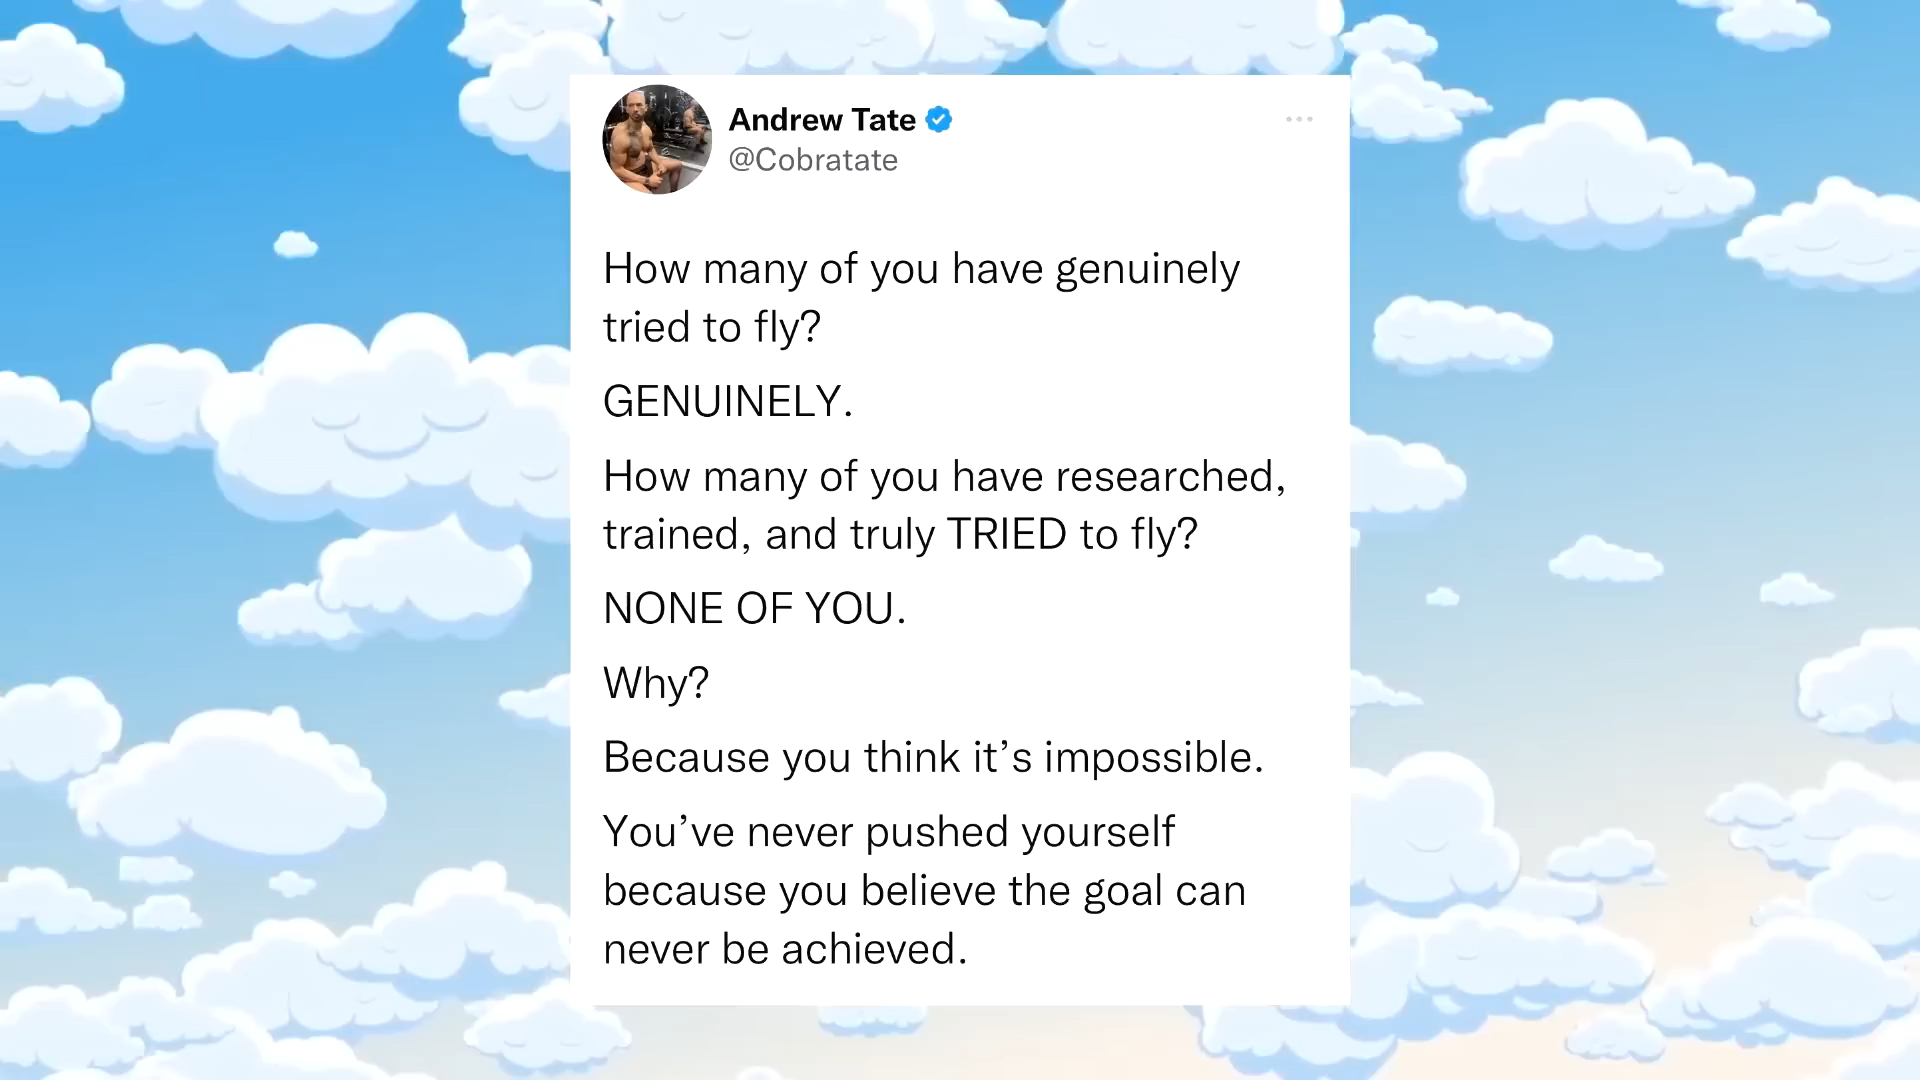 Andrew Tate
@Cobratate
How many of you have genuinely
tried to fly?
GENUINELY.
How many of you have researched,
trained, and truly TRIED to fly?
NONE OF YOU.
Why?
Because you think it’s impossible.
You’ve never pushed yourself
because you believe the goal can
never be achieved.